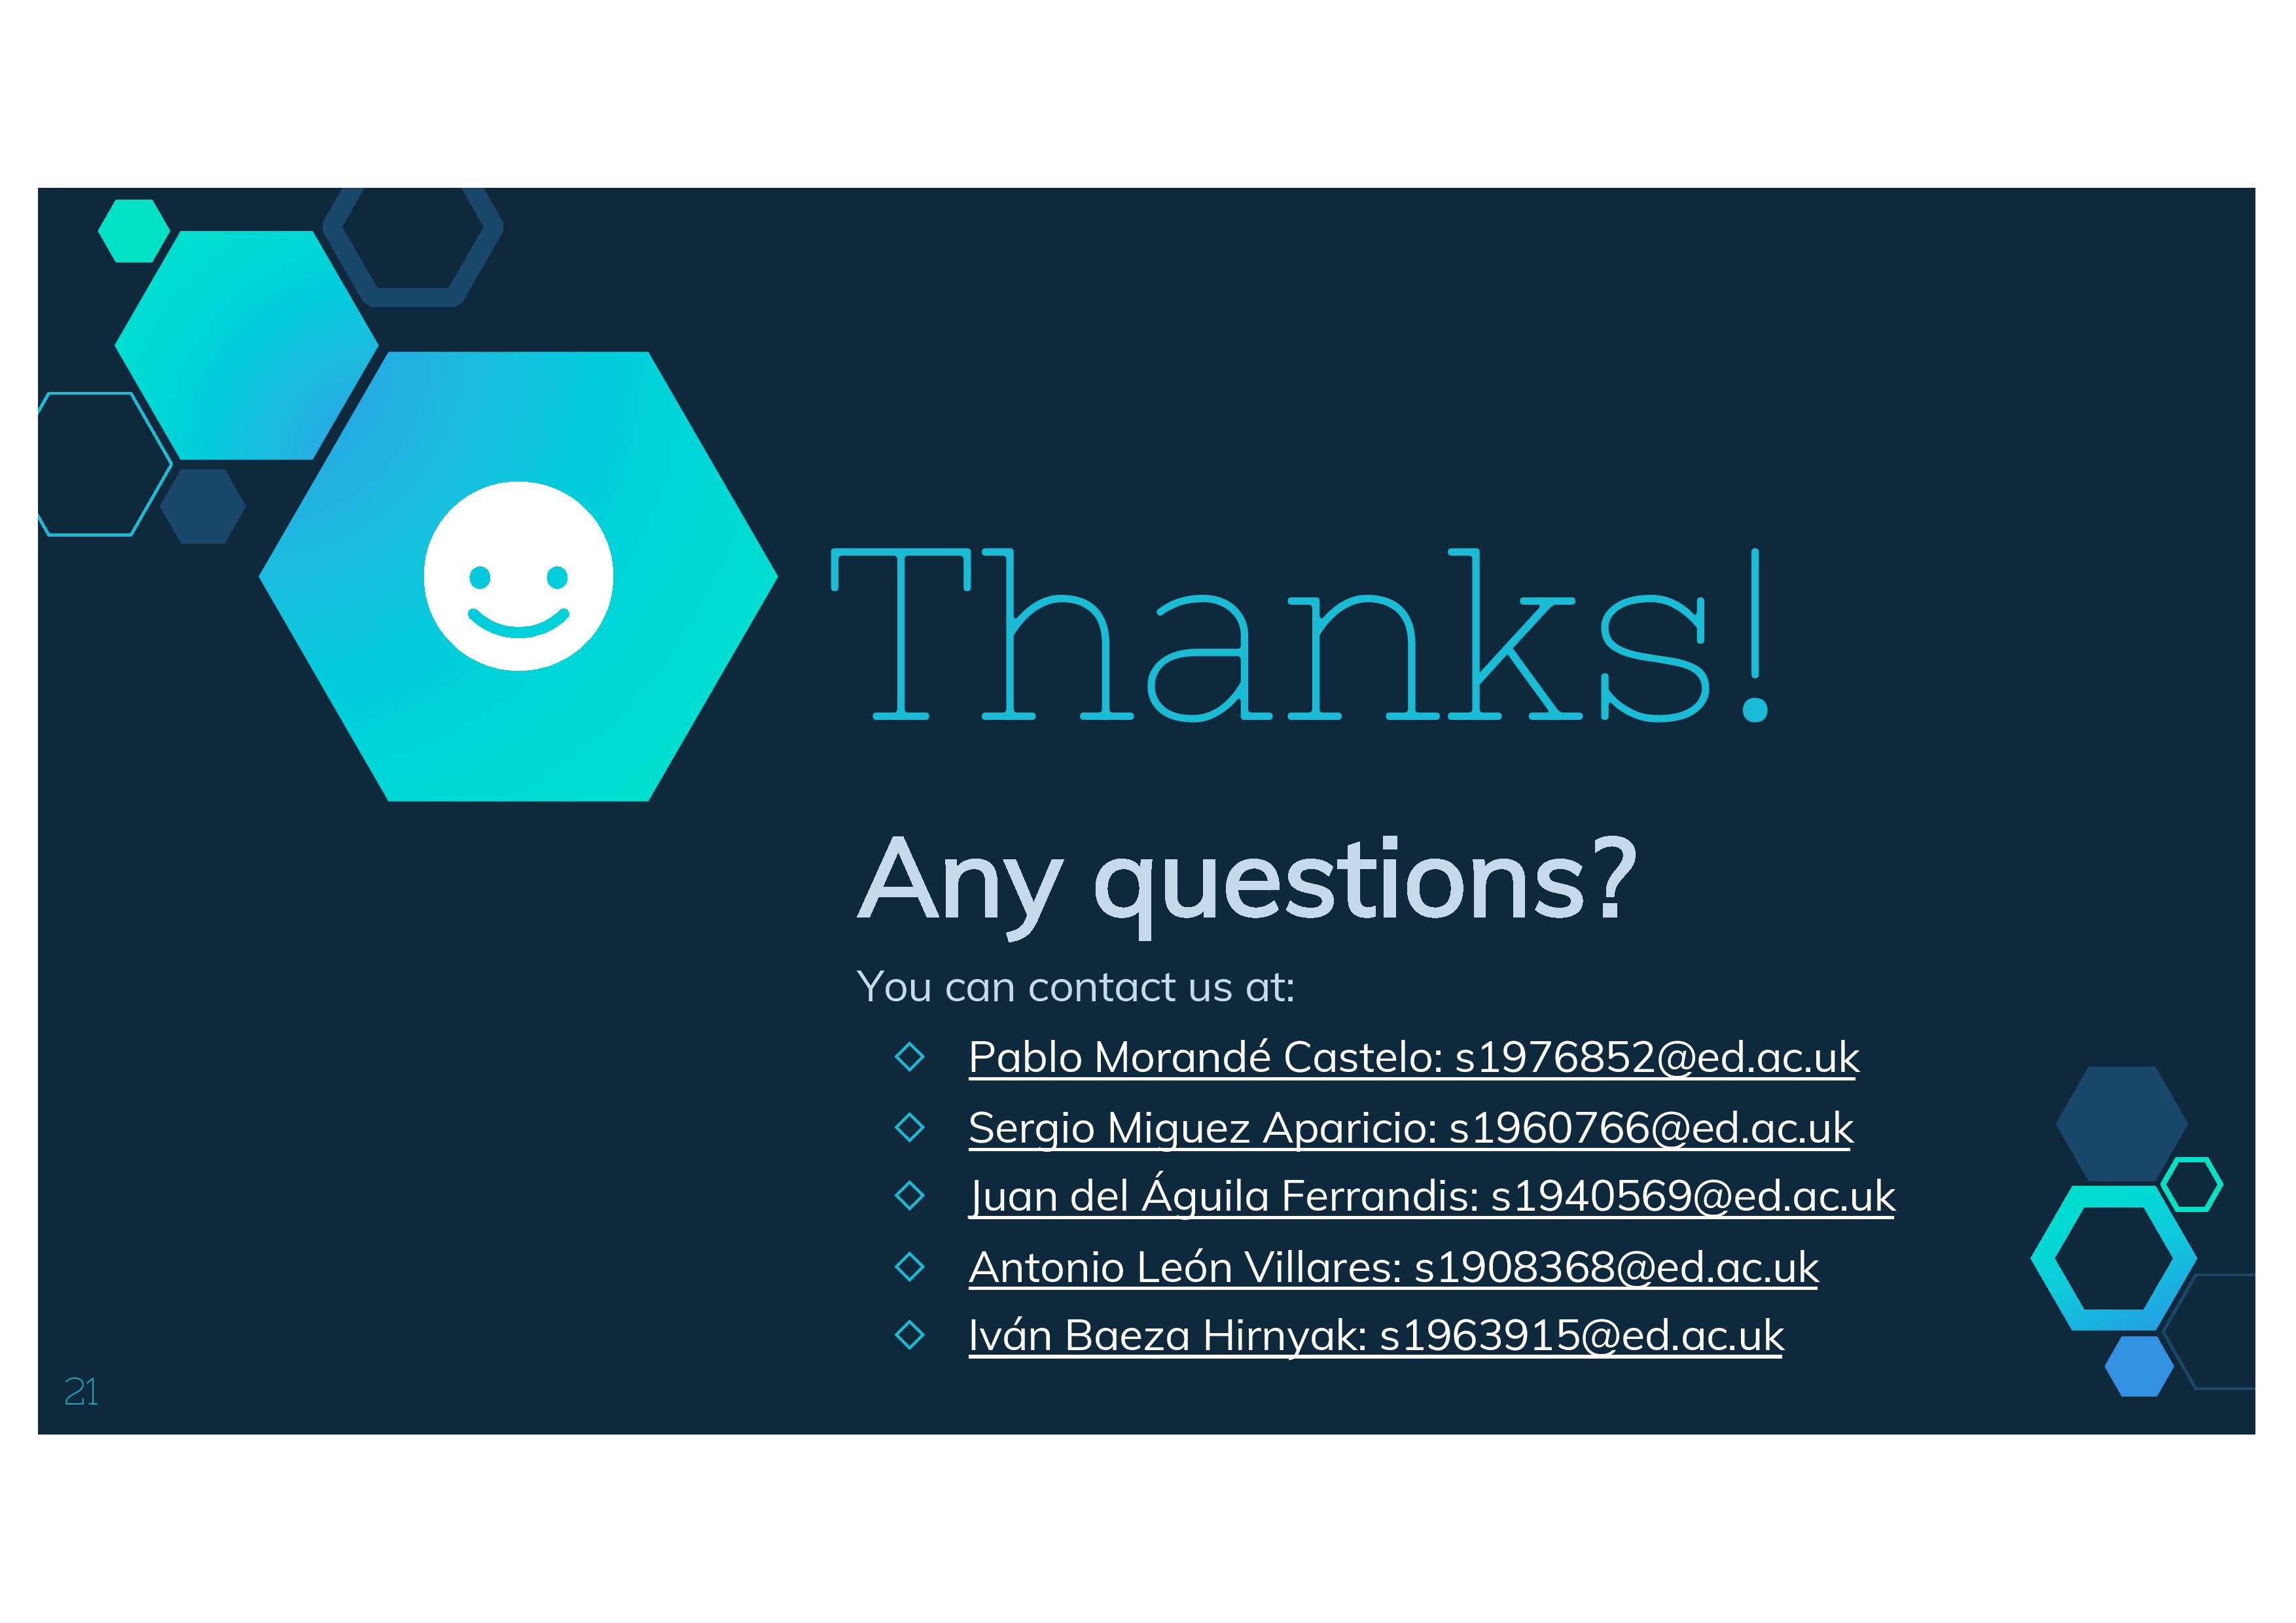 Thanks!
Any questions?
You can contact us at:
Pablo Morandé Castelo: s1976852@ed.ac.uk
Sergio Miguez Aparicio: s1960766@ed.ac.uk
Juan del Águila Ferrandis: s1940569@ed.ac.uk
Antonio León Villares: s1908368@ed.ac.uk
Iván Baeza Hirnyak: s1963915@ed.ac.uk
21